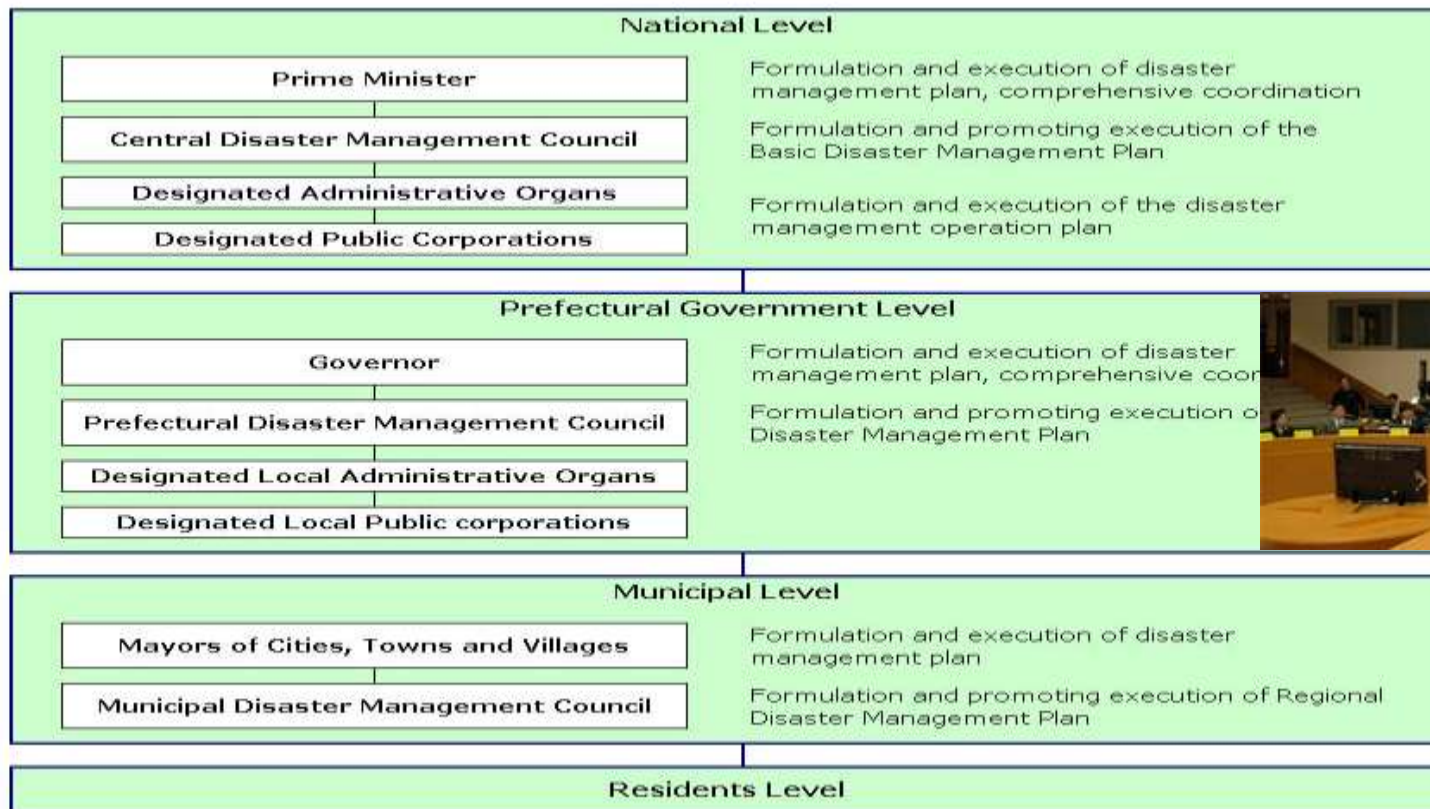 National Level
Prime Minister
Formulation and execution of disaster
management plan, comprehensive coordination
Central Disaster Management Council
Formulation and promoting execution of the
Basic Disaster Management Plan
Designated Administrative Organs
Designated Public Corporations
Formulation and execution of the disaster
management operation plan
Prefectural Government Level
Governor
Formulation and execution of disaster
management plan, comprehensive
Prefectural Disaster Management Council
Formulation and promoting execution
Disaster Management Plan
Designated Local Administrative Organs
Designated Local Public corporations
Municipal Level
Mayors of Cities, Towns and Villages
Formulation and execution of disaster
management plan
Municipal Disaster Management Council
Formulation and promoting execution of Regional
Disaster Management Plan
Residents Level